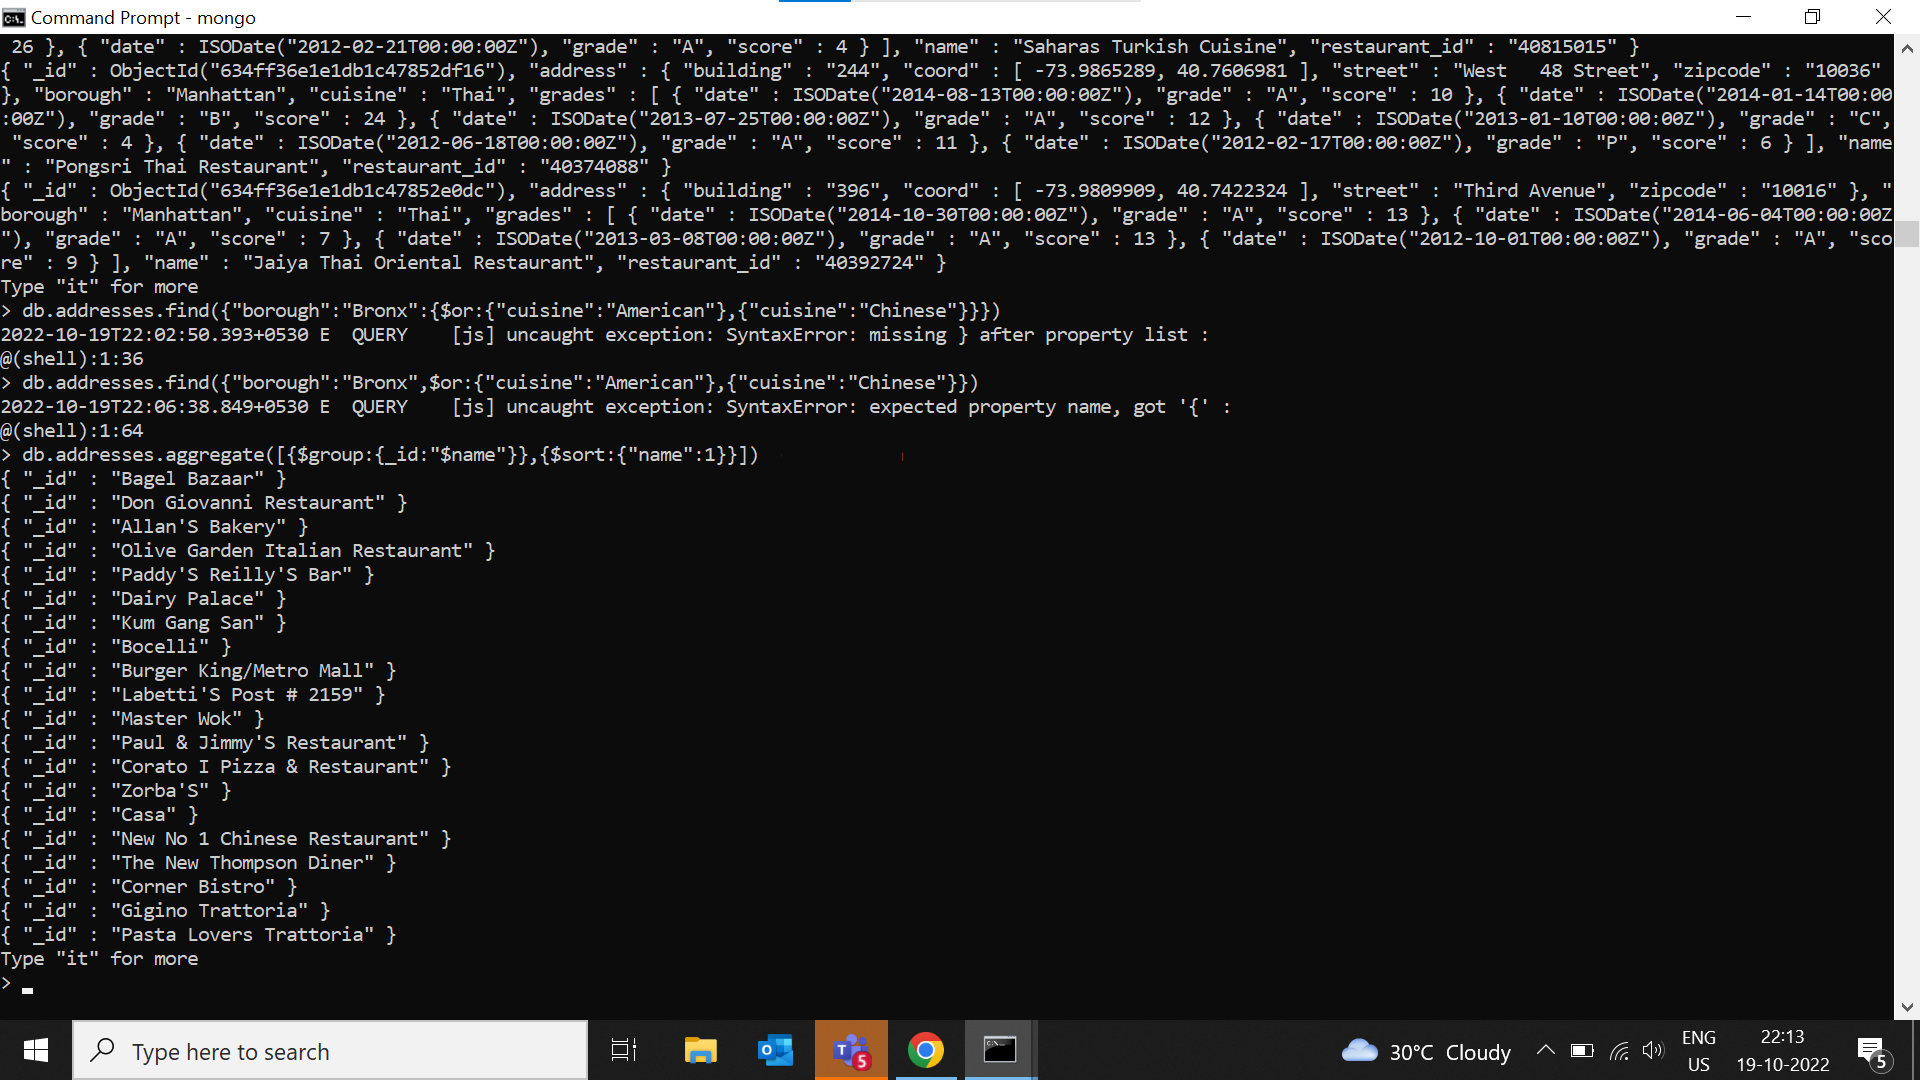 Command Prompt - mongo
26 }, { "date" : ISODate("2012-02-21T00:00:00Z"), "grade" : "A", "score" : 4 } ], "name" : "Saharas Turkish Cuisine", "restaurant_id" : "40815015" }
{ "_id" : ObjectId("634ff36e1e1db1c47852df16"), "address" : { "building" : "244", "coord" : [ -73.9865289, 40.7606981 ], "street" : "West   48 Street", "zipcode" : "10036"
}, "borough" : "Manhattan", "cuisine" : "Thai", "grades" : [ { "date" : ISODate("2014-08-13T00:00:00Z"), "grade" : "A", "score" : 10 }, { "date" : ISODate("2014-01-14T00:00
:00Z"), "grade" : "B", "score" : 24 }, { "date" : ISODate("2013-07-25T00:00:00Z"), "grade" : "A", "score" : 12 }, { "date" : ISODate("2013-01-10T00:00:00Z"), "grade" : "C",
"score" : 4 }, { "date" : ISODate("2012-06-18T00:00:00Z"), "grade" : "A", "score" : 11 }, { "date" : ISODate("2012-02-17T00:00:00Z"), "grade" : "P", "score" : 6 } ], "name
" : "Pongsri Thai Restaurant", "restaurant_id" : "40374088" }
{ "_id" : ObjectId("634ff36e1e1db1c47852e0dc"), "address" : { "building" : "396", "coord" : [ -73.9809909, 40.7422324 ], "street" : "Third Avenue", "zipcode" : "10016" }, "
borough" : "Manhattan", "cuisine" : "Thai", "grades" : [ { "date" : ISODate("2014-10-30T00:00:00Z"), "grade" : "A", "score" : 13 }, { "date" : ISODate("2014-06-04T00:00:00Z
"), "grade" : "A", "score" : 7 }, { "date" : ISODate("2013-03-08T00:00:00Z"), "grade" : "A", "score" : 13 }, { "date" : ISODate("2012-10-01T00:00:00Z"), "grade" : "A", "sco
re" : 9 } ], "name" : "Jaiya Thai Oriental Restaurant", "restaurant_id" : "40392724" }
Type "it" for more
> db.addresses.find({"borough":"Bronx":{$or:{"cuisine":"American"},{"cuisine":"Chinese"}}})
2022-10-19T22:02:50.393+0530 E  QUERY    [js] uncaught exception: SyntaxError: missing } after property list :
@(shell):1:36
> db.addresses.find({"borough":"Bronx",$or:{"cuisine":"American"},{"cuisine":"Chinese"}})
2022-10-19T22:06:38.849+0530 E  QUERY    [js] uncaught exception: SyntaxError: expected property name, got '{' :
@(shell):1:64
> db.addresses.aggregate([{$group:{_id:"$name"}},{$sort:{"name":1}}])
{ "_id" : "Bagel Bazaar" }
{ "_id" : "Don Giovanni Restaurant" }
{ "_id" : "Allan'S Bakery" }
{ "_id" : "Olive Garden Italian Restaurant" }
{ "_id" : "Paddy'S Reilly'S Bar" }
{ "_id" : "Dairy Palace" }
{ "_id" : "Kum Gang San" }
{ "_id" : "Bocelli" }
{ "_id" : "Burger King/Metro Mall" }
{ "_id" : "Labetti'S Post # 2159" }
{ "_id" : "Master Wok" }
{ "_id" : "Paul & Jimmy'S Restaurant" }
{ "_id" : "Corato I Pizza & Restaurant" }
{ "_id" : "Zorba'S" }
{ "_id" : "Casa" }
{ "_id" : "New No 1 Chinese Restaurant" }
{ "_id" : "The New Thompson Diner" }
{ "_id" : "Corner Bistro" }
{ "_id" : "Gigino Trattoria" }
{ "_id" : "Pasta Lovers Trattoria" }
Type "it" for more
>
Type here to search
5
30°C Cloudy
ENG
US
22:13
19-10-2022
5